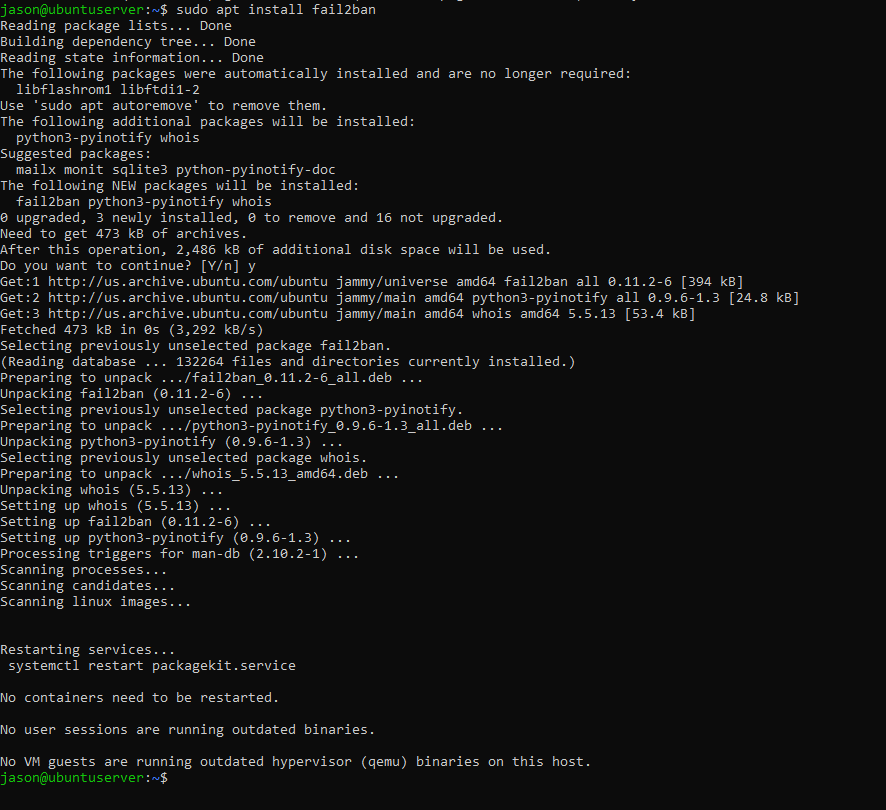 jason@ubuntuserver:~$ sudo apt install fail2ban
Reading package lists... Done
Building dependency tree... Done
Reading state information... Done
The following packages were automatically installed and are no longer required:
  libflashrom1 libftdi1-2
Use 'sudo apt autoremove' to remove them.
The following additional packages will be installed:
  python3-pyinotify whois
Suggested packages:
  mailx monit sqlite3 python-pyinotify-doc
The following NEW packages will be installed:
  fail2ban python3-pyinotify whois
0 upgraded, 3 newly installed, 0 to remove and 16 not upgraded.
Need to get 473 kB of archives.
After this operation, 2,486 kB of additional disk space will be used.
Do you want to continue? [Y/n] y
Get:1 http://us.archive.ubuntu.com/ubuntu jammy/universe amd64 fail2ban all 0.11.2-6 [394 kB]
Get:2 http://us.archive.ubuntu.com/ubuntu jammy/main amd64 python3-pyinotify all 0.9.6-1.3 [24.8 kB]
Get:3 http://us.archive.ubuntu.com/ubuntu jammy/main amd64 whois amd64 5.5.13 [53.4 kB]
Fetched 473 kB in 0s (3,292 kB/s)
Selecting previously unselected package fail2ban.
(Reading database ... 132264 files and directories currently installed.)
Preparing to unpack .../fail2ban_0.11.2-6_all.deb ...
Unpacking fail2ban (0.11.2-6) ...
Selecting previously unselected package python3-pyinotify.
Preparing to unpack .../python3-pyinotify_0.9.6-1.3_all.deb ...
Unpacking python3-pyinotify (0.9.6-1.3) ...
Selecting previously unselected package whois.
Preparing to unpack .../whois_5.5.13_amd64.deb ...
Unpacking whois (5.5.13) ...
Setting up whois (5.5.13) ...
Setting up fail2ban (0.11.2-6) ...
Setting up python3-pyinotify (0.9.6-1.3) ...
Processing triggers for man-db (2.10.2-1) ...
Scanning processes...
Scanning candidates...
Scanning linux images...
Restarting services...
 systemctl restart packagekit.service
No containers need to be restarted.
No user sessions are running outdated binaries.
No VM guests are running outdated hypervisor (qemu) binaries on this host.
jason@ubuntuserver:~$